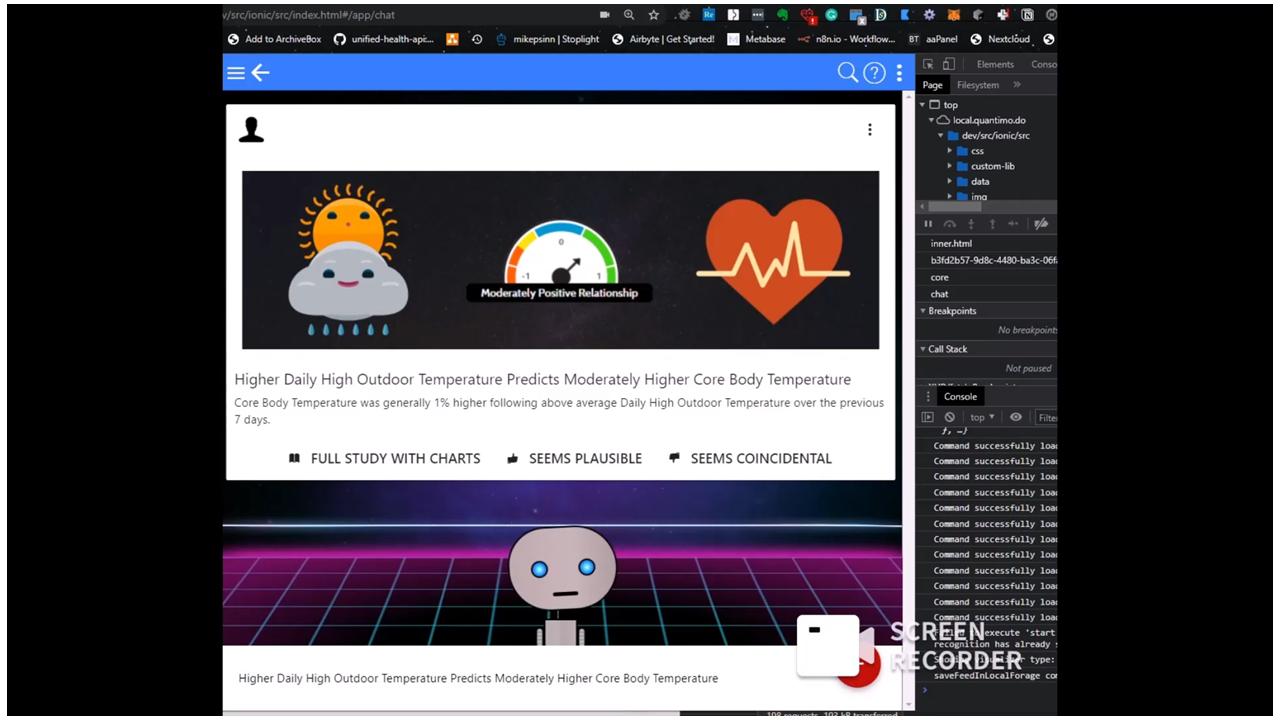 /src/ionic/src/index.html#/app/chat
Add to ArchiveBox
unified-health-api:...
mikepsinn | Stoplight
Airbyte | Get Started!
Metabase
n8n.io - Workflow...
BT aaPanel
Nextcloud
Elements
Conso
Page
Filesystem
top
local.quantimo.do
dev/src/ionic/src
css
custom-lib
data
img
inner.html
b3fd2b57-9d8c-4480-ba3c-06f
core
chat
Breakpoints
No breakpoint
Call Stack
Not paused
Console
top
Filte
0
-1
1
Moderately Positive Relationship
Higher Daily High Outdoor Temperature Predicts Moderately Higher Core Body Temperature
Core Body Temperature was generally 1% higher following above average Daily High Outdoor Temperature over the previous
7 days.
FULL STUDY WITH CHARTS
SEEMS PLAUSIBLE
SEEMS COINCIDENTAL
Command successfully loa
Command successfully loa
Command successfully loa
Command successfully loa
Command successfully loa
Command successfully loa
Command successfully loa
Command successfully loa
Command successfully loa
Command successfully loa
Command successfully loa
Command successfully loa
execute 'start
recognition has already s
type:
saveFeedInLocalForage com
SCREEN
RECORDER
Higher Daily High Outdoor Temperature Predicts Moderately Higher Core Body Temperature